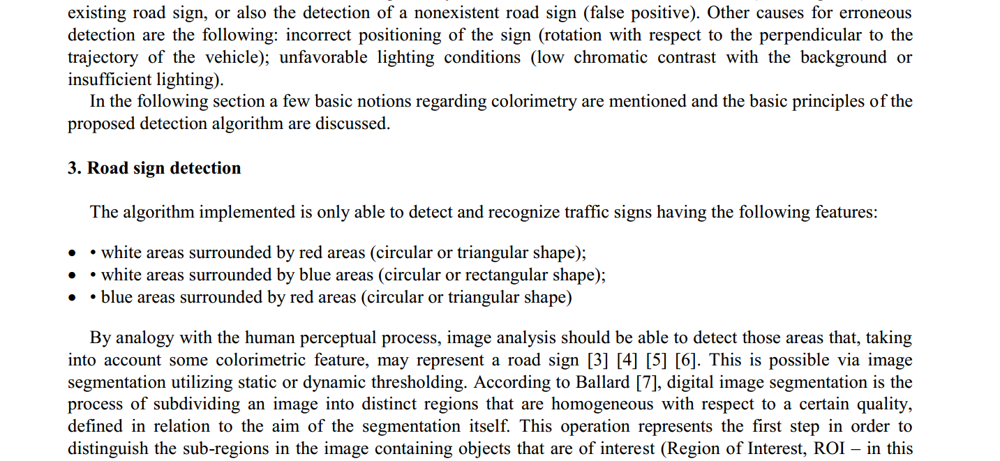 existing road sign, or also the detection of a nonexistent road sign (false positive). Other causes for erroneous
detection are the following: incorrect positioning of the sign (rotation with respect to the perpendicular to the
trajectory of the vehicle); unfavorable lighting conditions (low chromatic contrast with the background or
insufficient lighting).
In the following section a few basic notions regarding colorimetry are mentioned and the basic principles of the
proposed detection algorithm are discussed.
3. Road sign detection
The algorithm implemented is only able to detect and recognize traffic signs having the following features:
● • white areas surrounded by red areas (circular or triangular shape);
● • white areas surrounded by blue areas (circular or rectangular shape);
● • blue areas surrounded by red areas (circular or triangular shape)
By analogy with the human perceptual process, image analysis should be able to detect those areas that, taking
into account some colorimetric feature, may represent a road sign [3] [4] [5] [6]. This is possible via image
segmentation utilizing static or dynamic thresholding. According to Ballard [7], digital image segmentation is the
process of subdividing an image into distinct regions that are homogeneous with respect to a certain quality,
defined in relation to the aim of the segmentation itself. This operation represents the first step in order to
distinguish the sub-regions in the image containing objects that are of interest (Region of Interest, ROI – in this